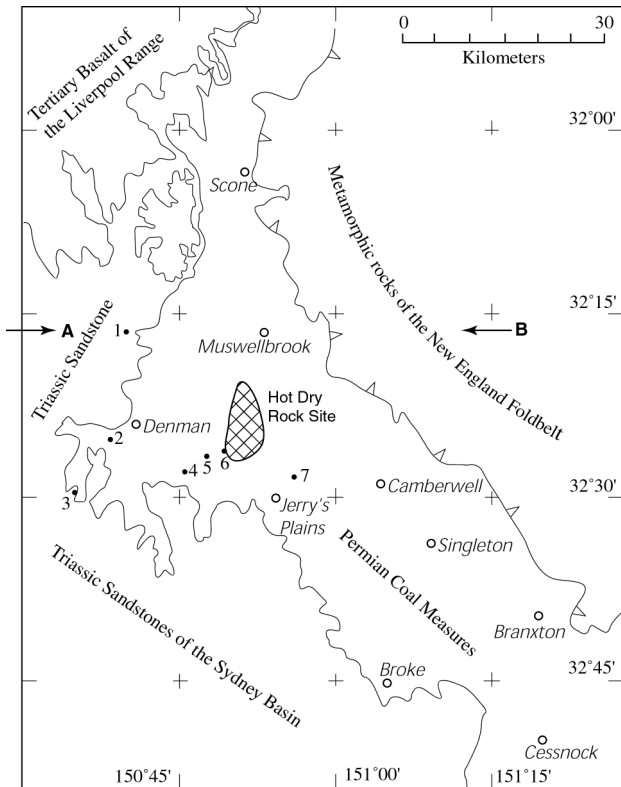 0 30
Kilometers
Tertiary Basalt of
the Liverpool Range
32°00'
Scone
Metamorphic rocks of the New England Foldbelt
32°15'
A
1
B
Triassic Sandstone
Muswellbrook
Hot Dry
Rock Site
2
Denman
3
4
5
6
7
Jerry's
Plains
Camberwell
32°30'
Singleton
Permian Coal Measures
Triassic Sandstones of the Sydney Basin
Branxton
Broke
32°45'
Cessnock
150°45'
151°00'
151°15'